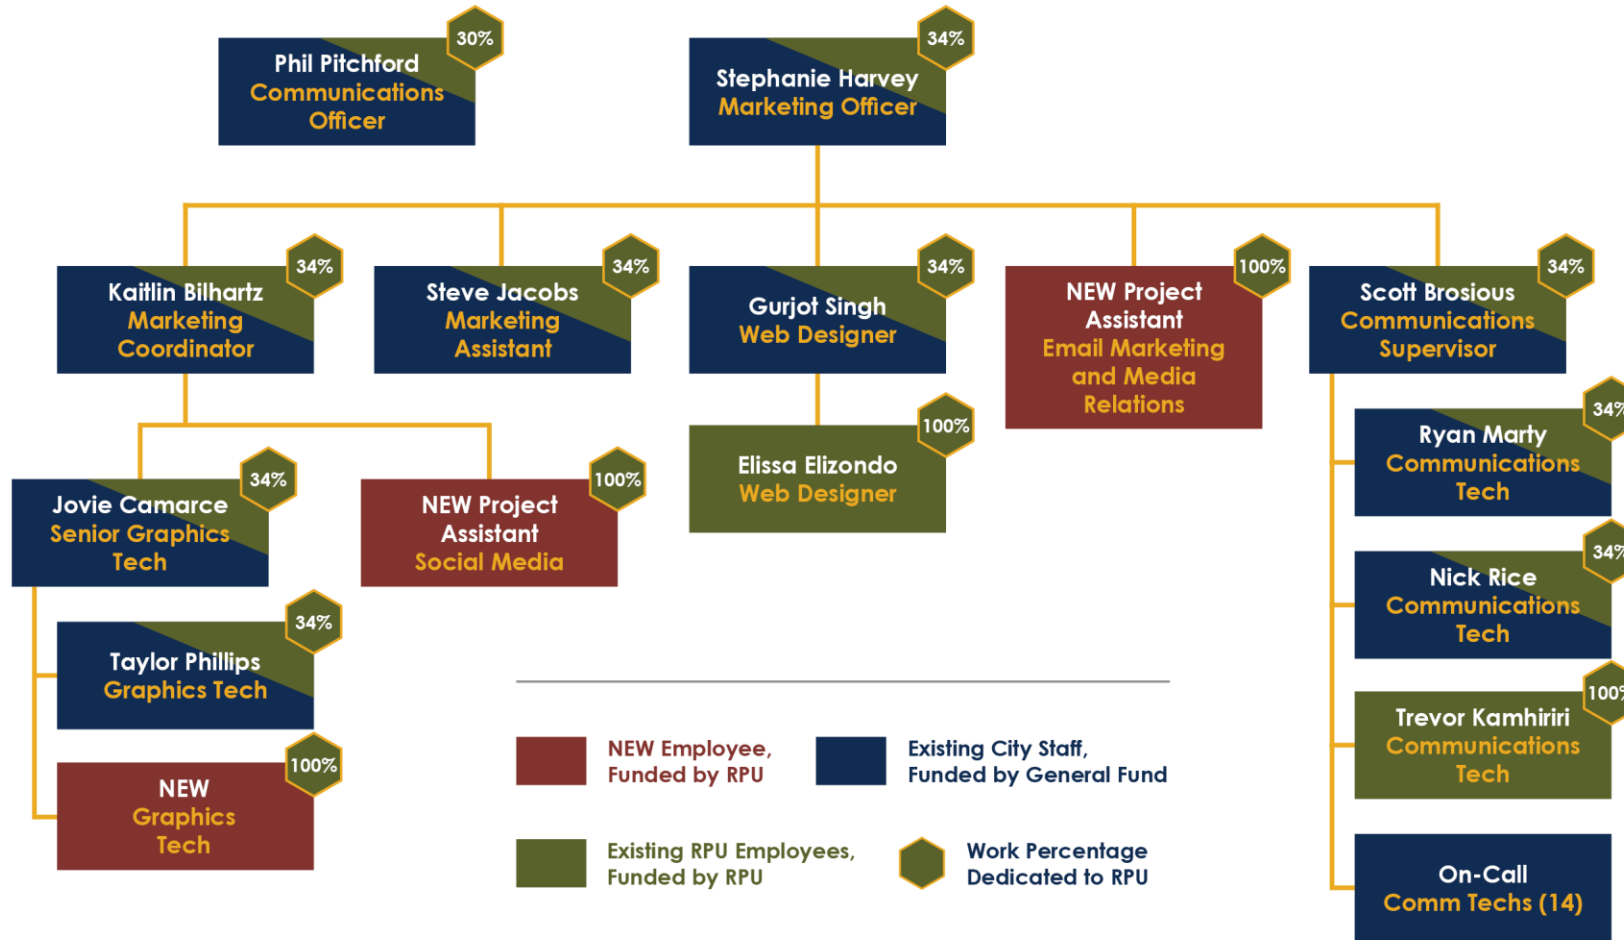 30%
Phil Pitchford
Communications
Officer
34%
Stephanie Harvey
Marketing Officer
34%
Kaitlin Bilhartz
Marketing
Coordinator
34%
Steve Jacobs
Marketing
Assistant
34%
Gurjot Singh
Web Designer
100%
NEW Project
Assistant
Email Marketing
and Media
Relations
34%
Scott Brosious
Communications
Supervisor
34%
Jovie Camarce
Senior Graphics
Tech
100%
NEW Project
Assistant
Social Media
100%
Elissa Elizondo
Web Designer
34%
Ryan Marty
Communications
Tech
34%
Nick Rice
Communications
Tech
34%
Taylor Phillips
Graphics Tech
100%
Trevor Kamhiriri
Communications
Tech
100%
NEW
Graphics
Tech
On-Call
Comm Techs (14)
NEW Employee,
Funded by RPU
Existing City Staff,
Funded by General Fund
Existing RPU Employees,
Funded by RPU
Work Percentage
Dedicated to RPU